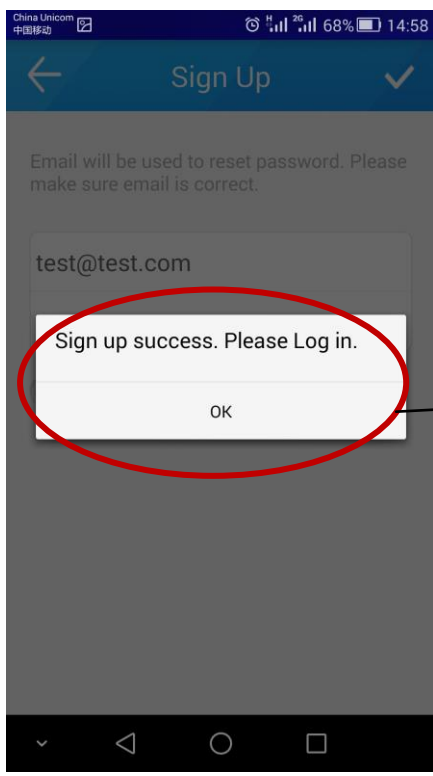 China Unicom
中国移动
H 2G 68% 14:58
Sign Up
Email will be used to reset password. Please
make sure email is correct.
test@test.com
Sign up success. Please Log in.
OK